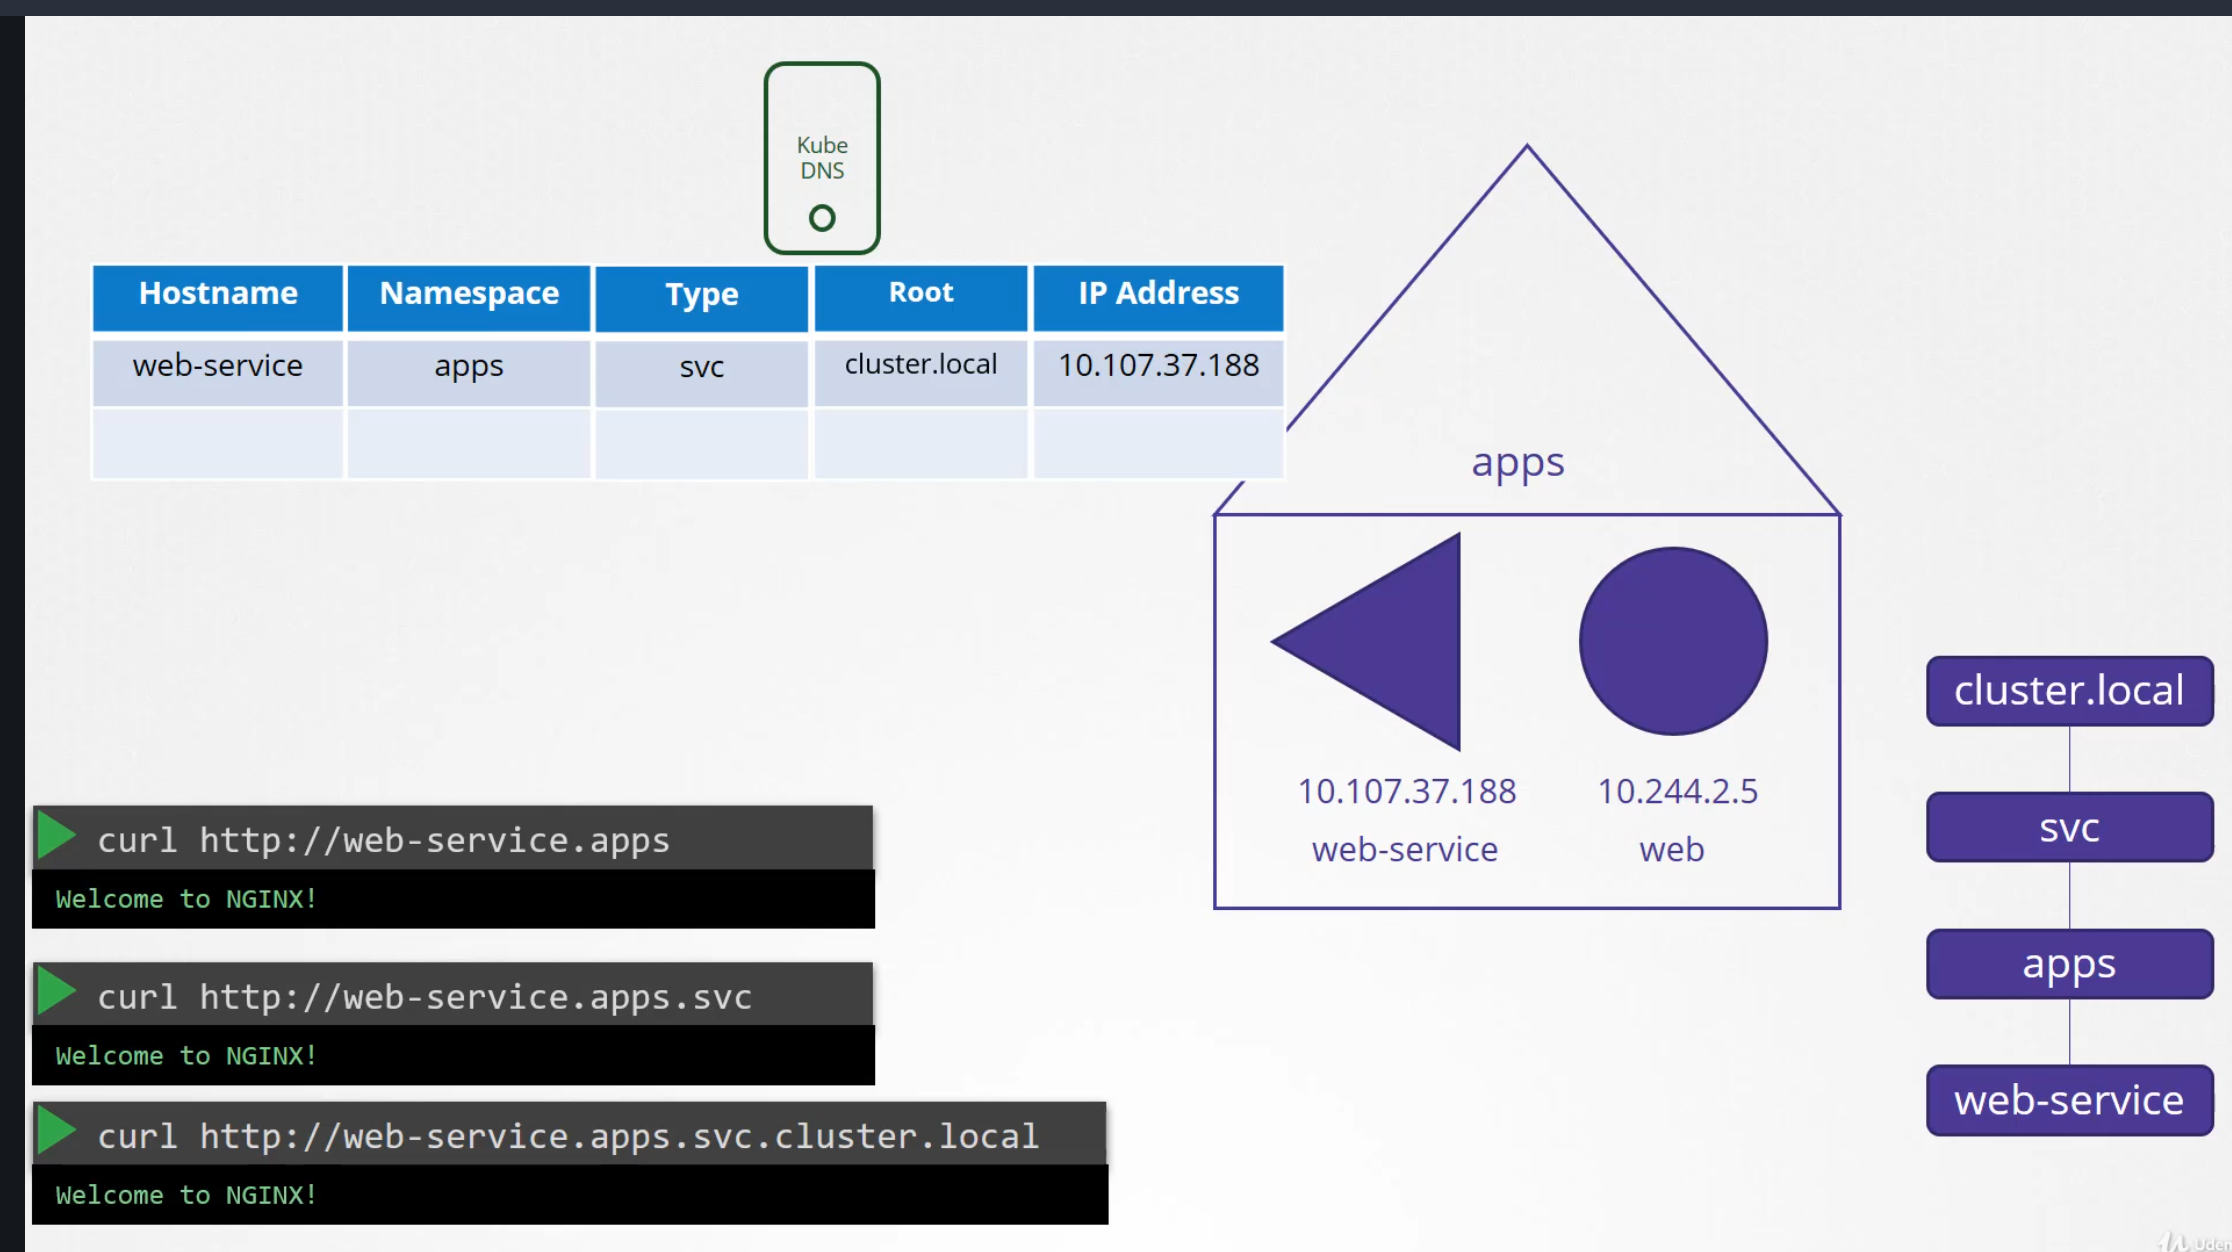 Kube
DNS
Hostname Namespace Type Root IP Address
web-service apps svc cluster.local 10.107.37.188
apps
10.107.37.188 10.244.2.5
web-service web
cluster.local
svc
apps
web-service
curl http://web-service.apps
Welcome to NGINX!
curl http://web-service.apps.svc
Welcome to NGINX!
curl http://web-service.apps.svc.cluster.local
Welcome to NGINX!